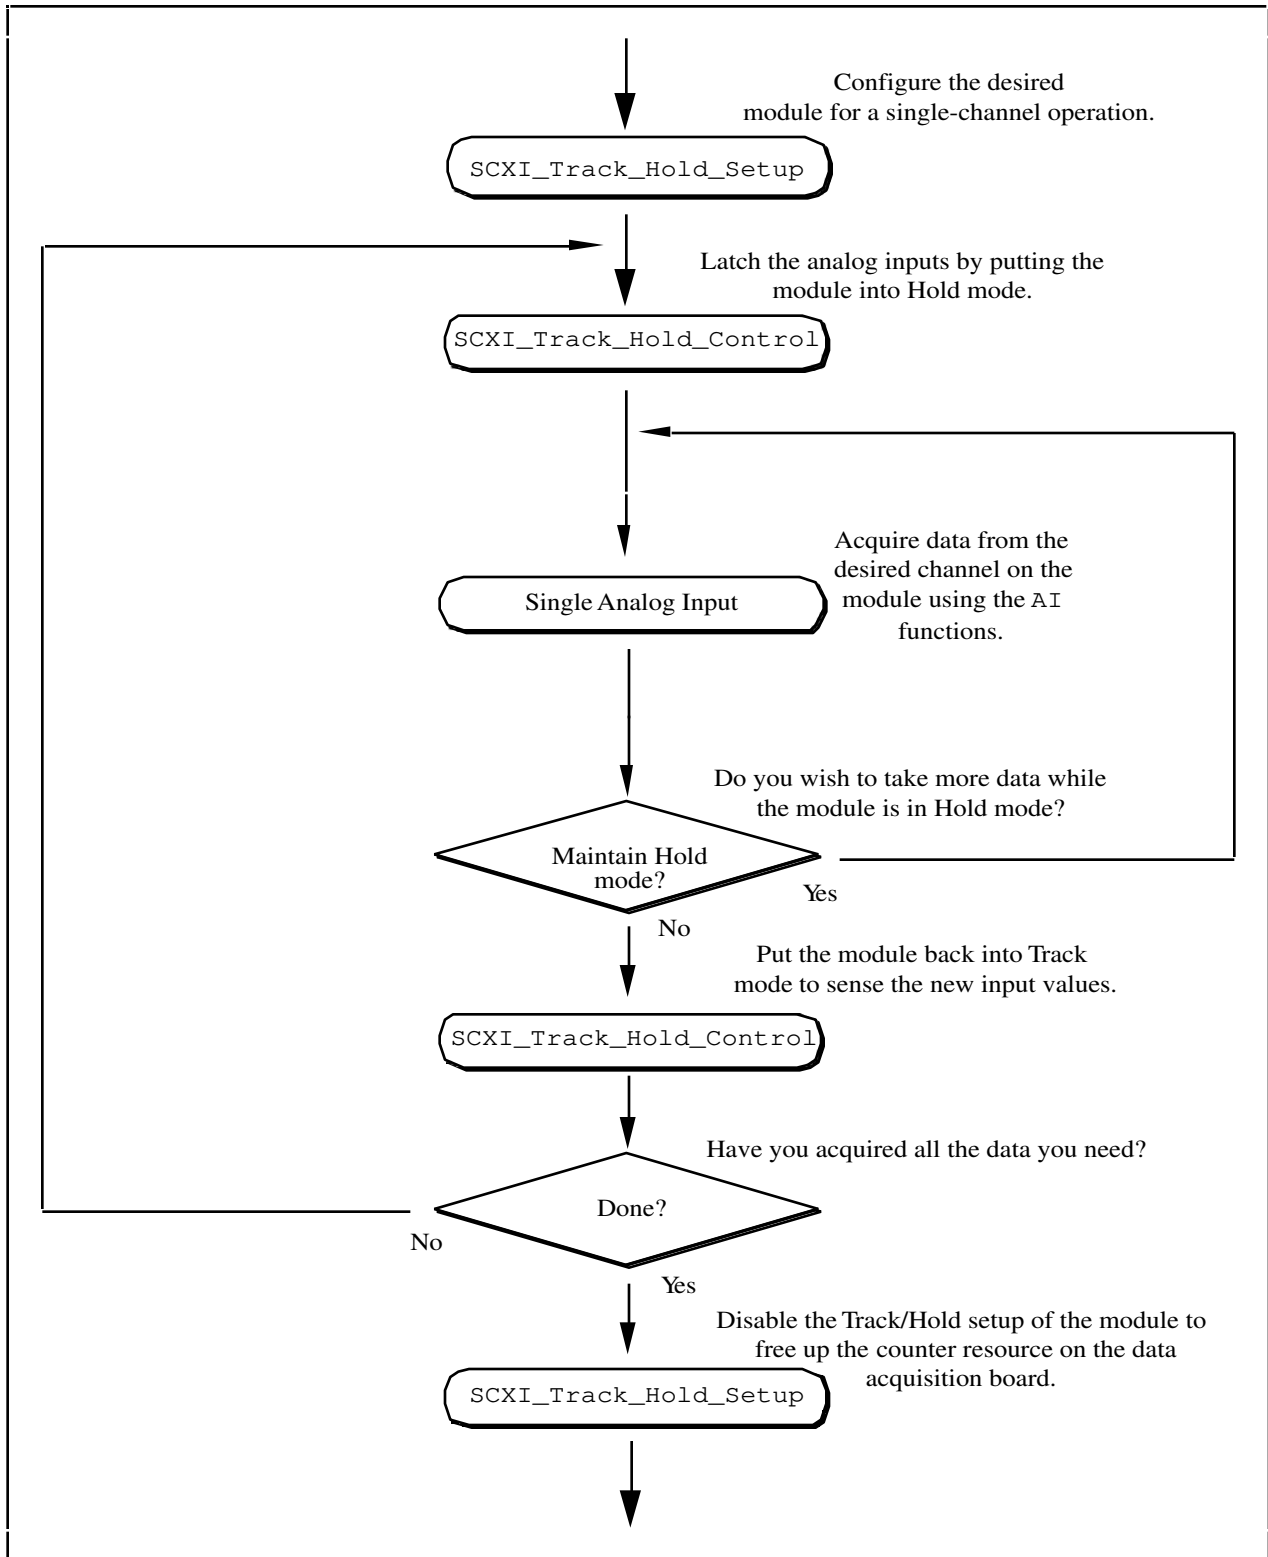 Configure the desired
module for a single-channel operation.
SCXI_Track_Hold_Setup
Latch the analog inputs by putting the
module into Hold mode.
SCXI_Track_Hold_Control
Acquire data from the
desired channel on the
module using the AI
functions.
Single Analog Input
Do you wish to take more data while
the module is in Hold mode?
Maintain Hold
mode?
Yes
No
Put the module back into Track
mode to sense the new input values.
SCXI_Track_Hold_Control
Have you acquired all the data you need?
Done?
No
Yes
Disable the Track/Hold setup of the module to
free up the counter resource on the data
acquisition board.
SCXI_Track_Hold_Setup